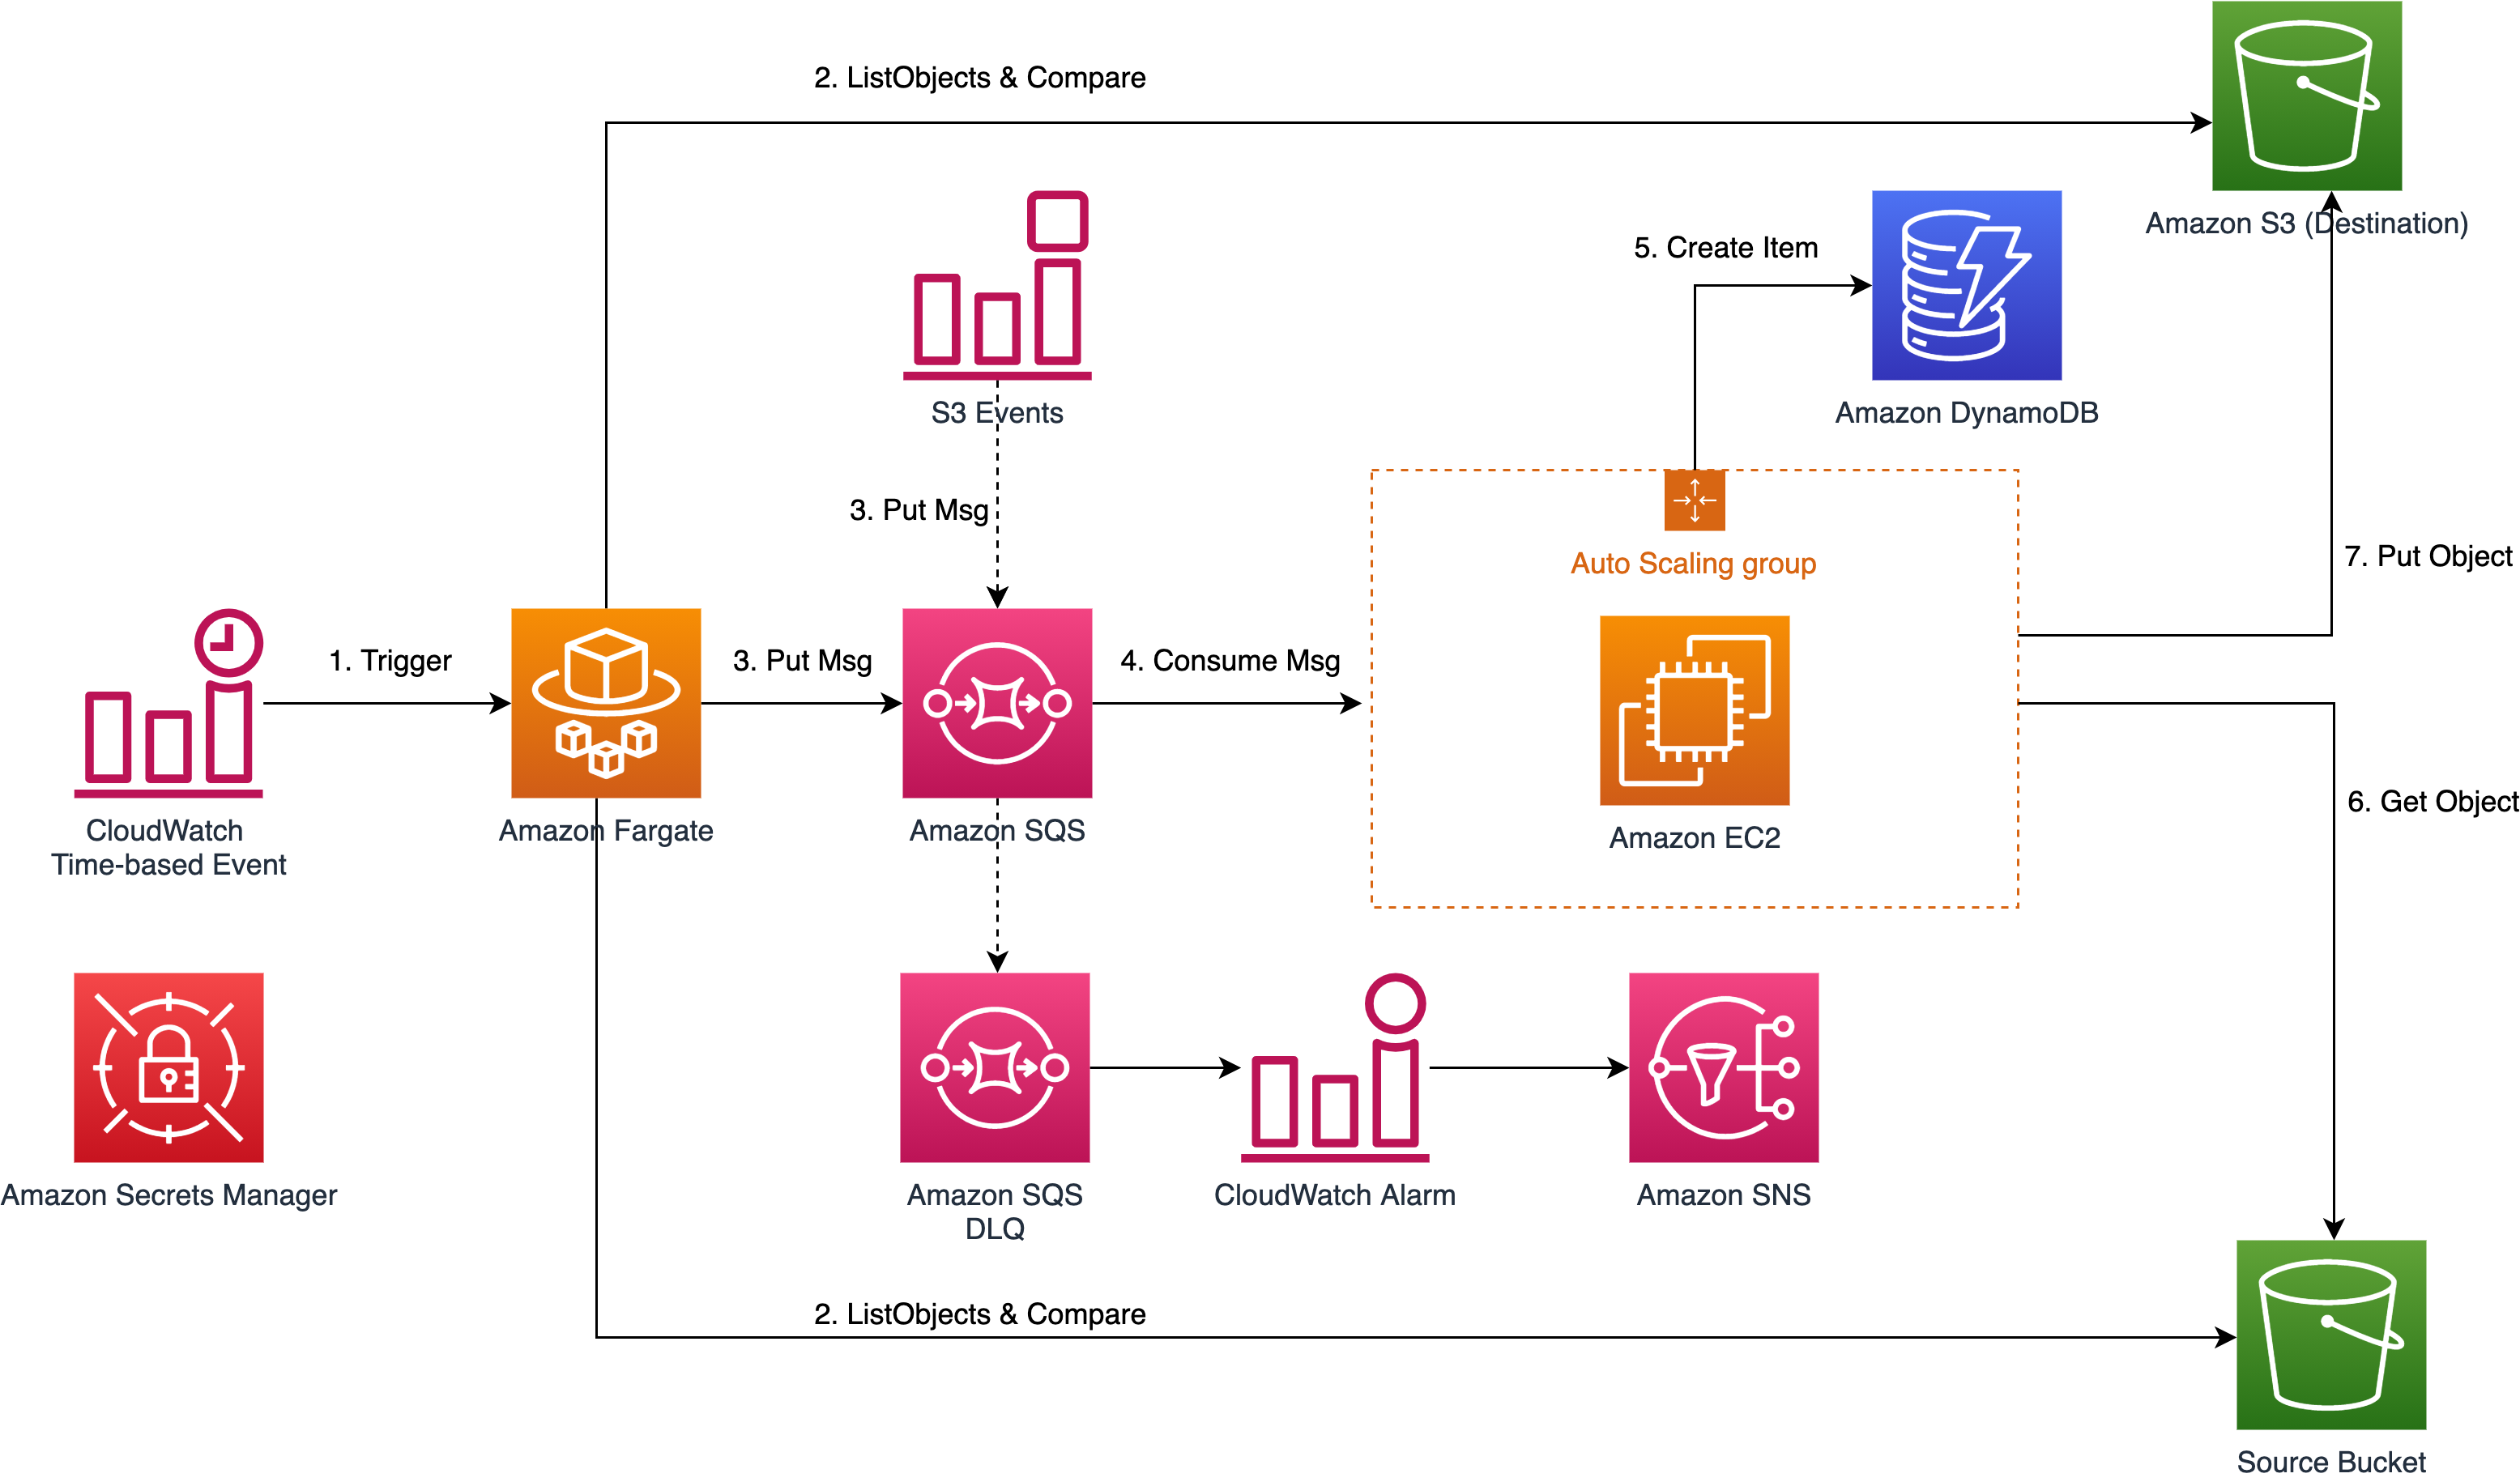 2. ListObjects & Compare
Amazon S3 (Destination)
5. Create Item
S3 Events
Amazon DynamoDB
3. Put Msg
Auto Scaling group
7. Put Object
1. Trigger
3. Put Msg
4. Consume Msg
6. Get Object
CloudWatch
Time-based Event
Amazon Fargate
Amazon SQS
Amazon EC2
Amazon Secrets Manager
Amazon SQS
DLQ
CloudWatch Alarm
Amazon SNS
2. ListObjects & Compare
Source Bucket